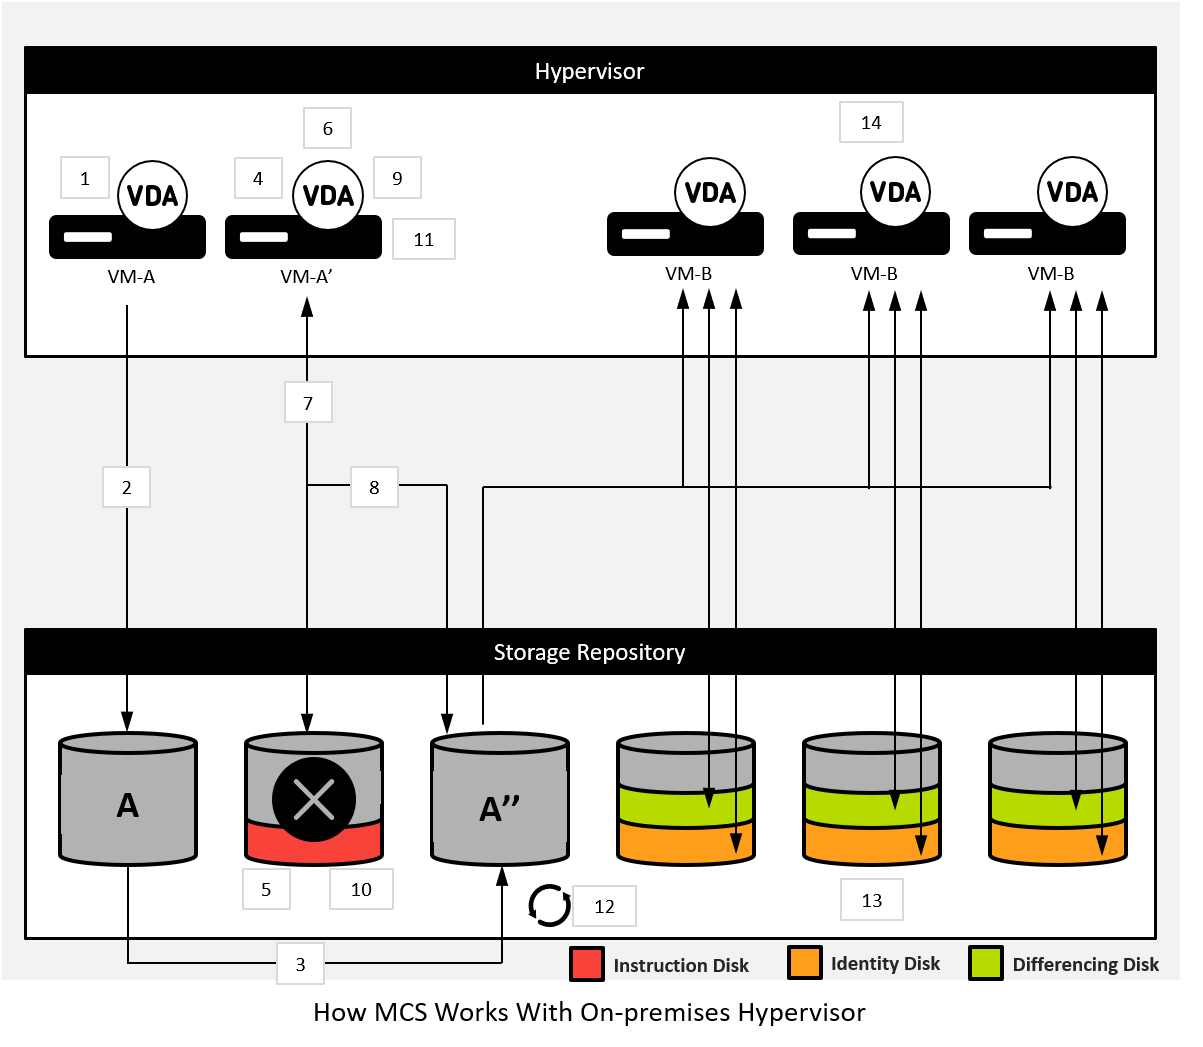 Hypervisor
6
14
1
VDA
4
VDA
9
VDA
VDA
VDA
11
VM-A
VM-A’
VM-B
VM-B
VM-B
7
2
8
Storage Repository
A
A’’
5
10
12
13
3
Instruction Disk
Identity Disk
Differencing Disk
How MCS Works With On-premises Hypervisor